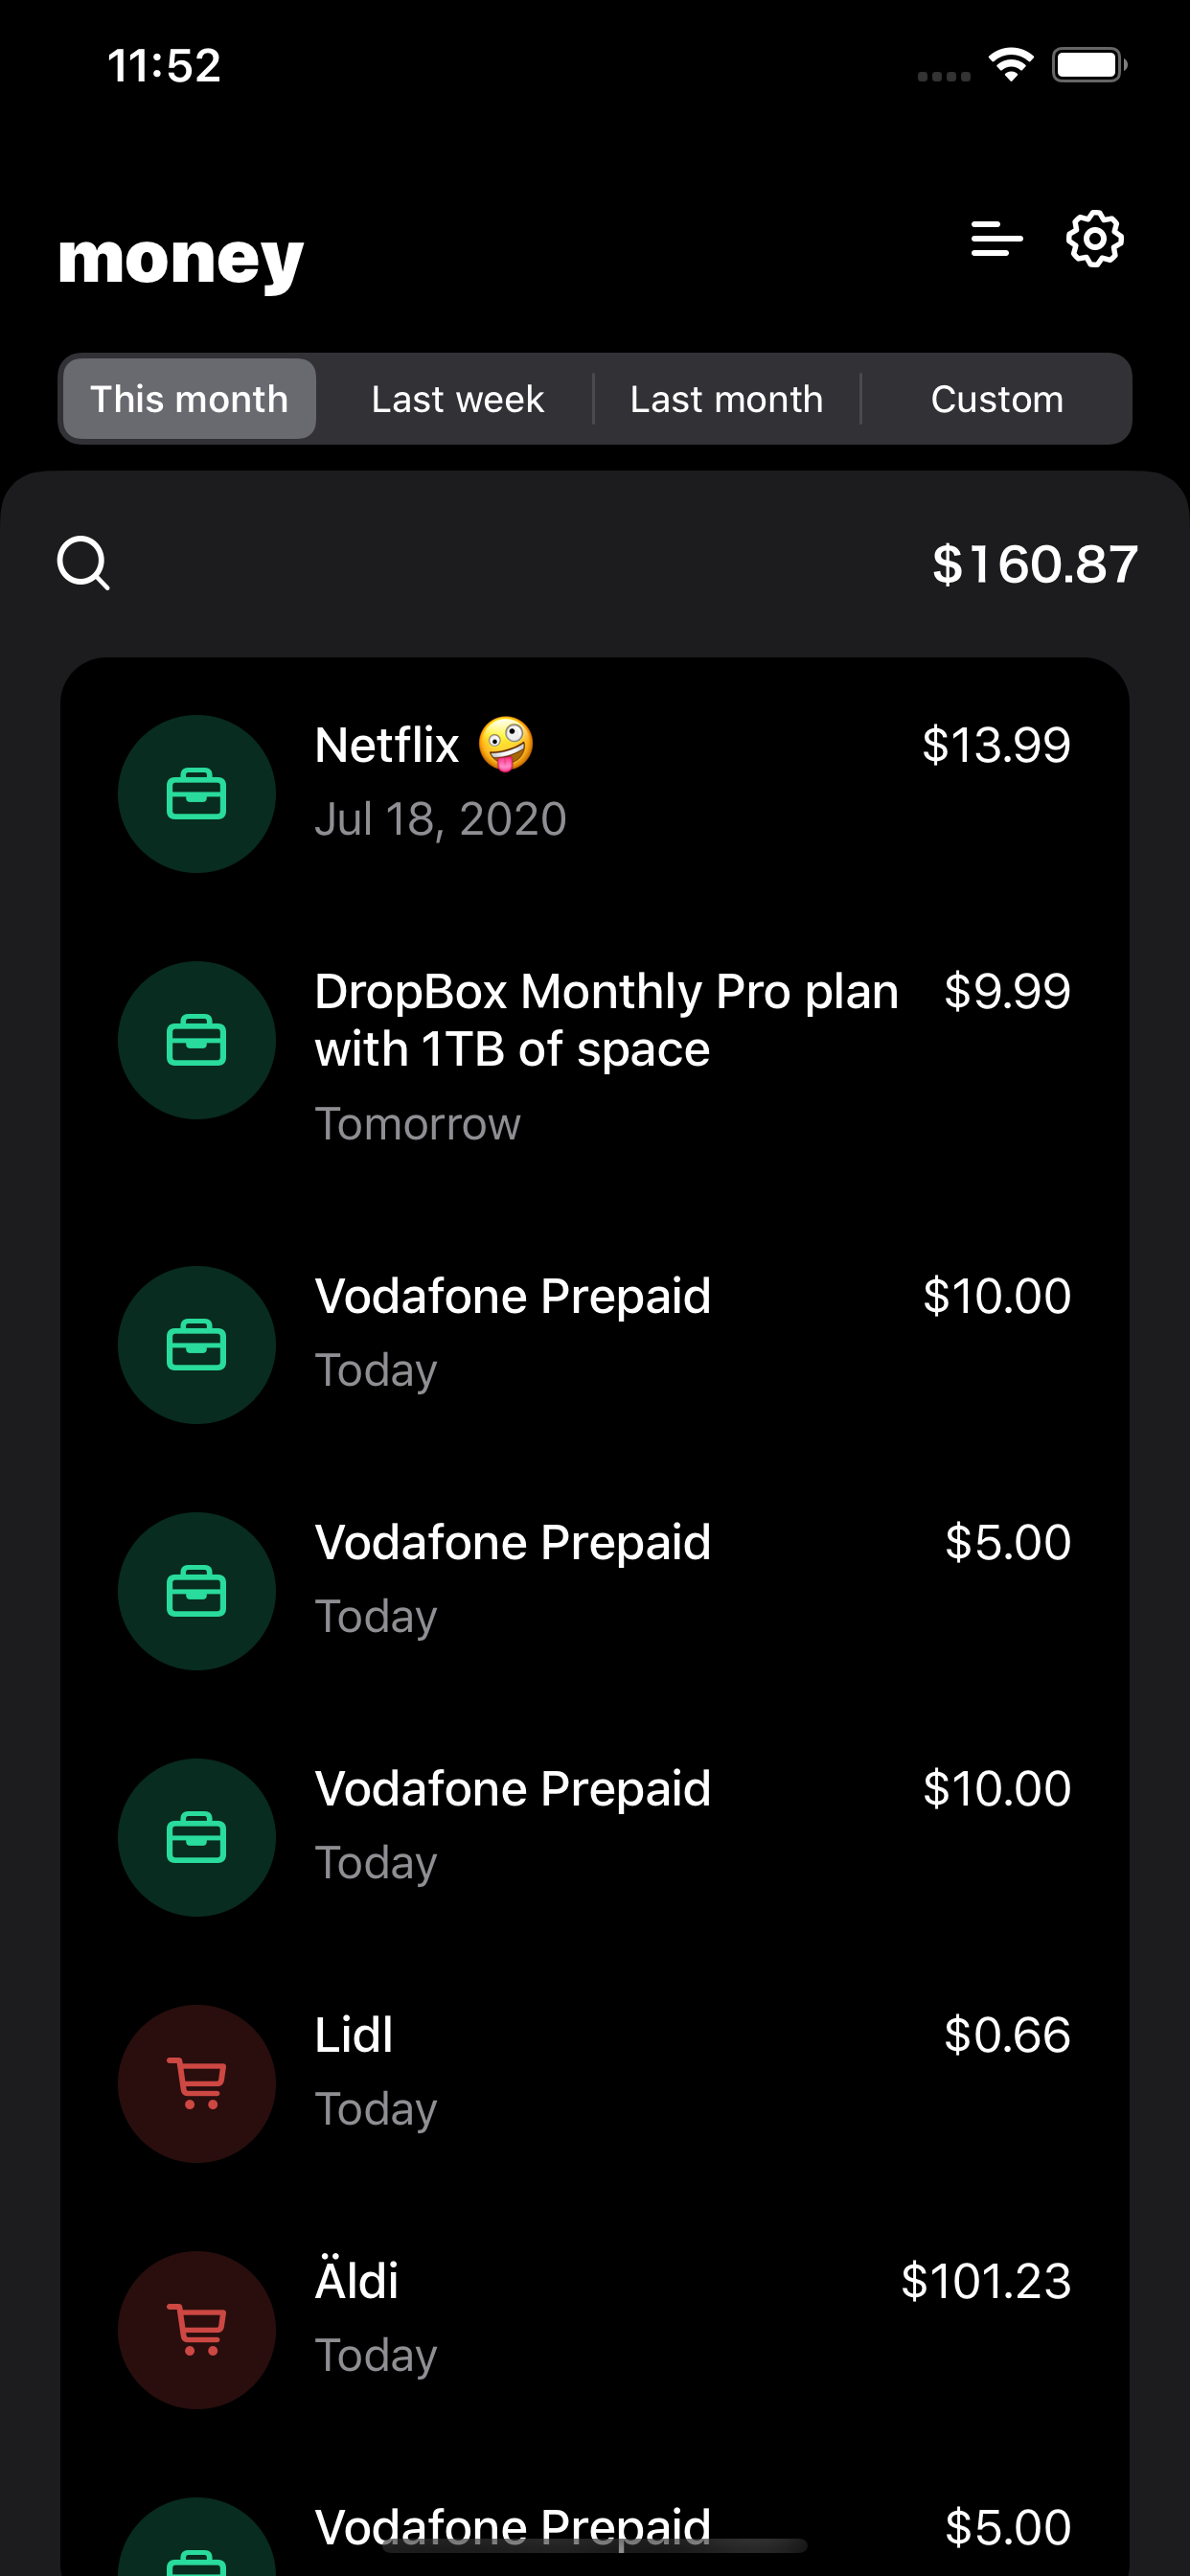 11:52
money
This month Last week Last month Custom
$160.87
Netflix 🤪 $13.99
Jul 18, 2020
DropBox Monthly Pro plan $9.99
with 1TB of space
Tomorrow
Vodafone Prepaid $10.00
Today
Vodafone Prepaid $5.00
Today
Vodafone Prepaid $10.00
Today
Lidl $0.66
Today
Äldi $101.23
Today
Vodafone Prepaid $5.00